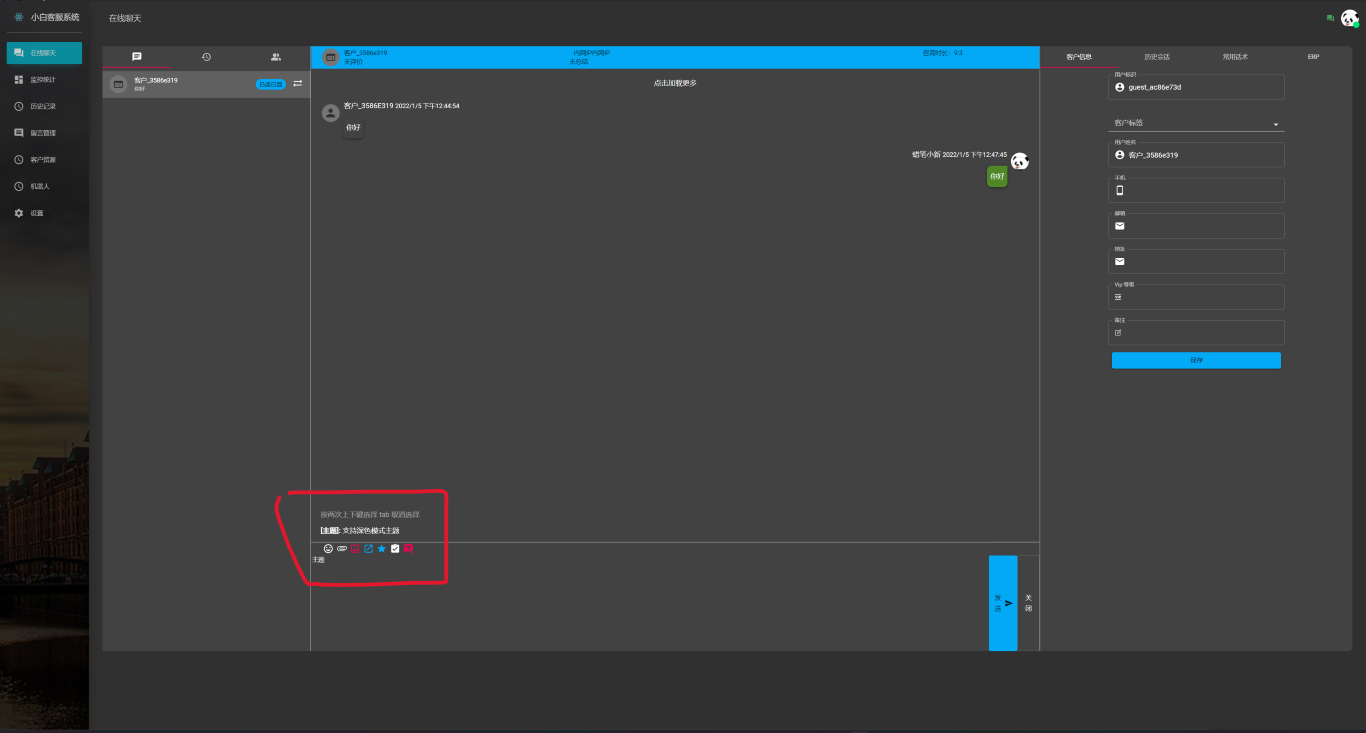 小白客服系统
在线聊天
在线聊天
监控统计
历史记录
留言管理
客户资源
机器人
设置
客户_3586e319
你好
客户_3586e319
未评价
内网IP内网IP
未总结
咨询时长：9:3
点击加载更多
客户_3586E319 2022/1/5 下午12:44:54
你好
蜡笔小新 2022/1/5 下午12:47:45
你好
按两次上下键选择 tab 取消选择
[主题]: 支持深色模式主题
主题
发送
关闭
客户信息
历史会话
常用话术
ERP
用户标识
guest_ac86e73d
客户标签
用户姓名
客户_3586e319
手机
邮箱
地址
Vip 等级
备注
保存